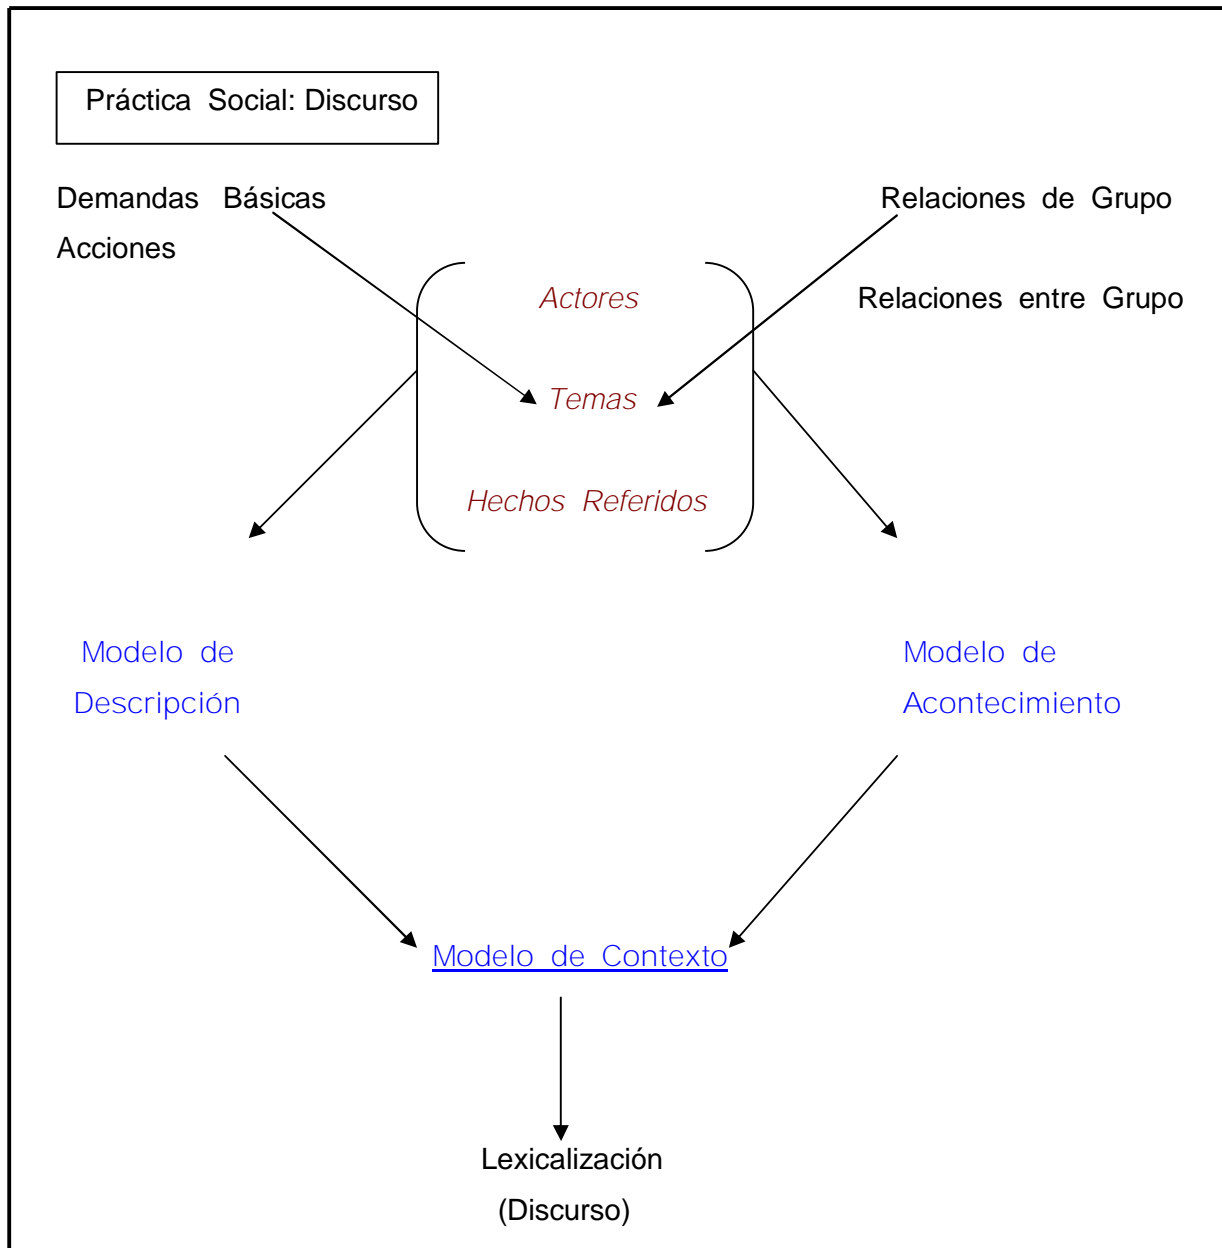 Práctica Social: Discurso
Demandas Básicas
Relaciones de Grupo
Acciones
Actores
Relaciones entre Grupo
Temas
Hechos Referidos
Modelo de
Descripción
Modelo de
Acontecimiento
Modelo de Contexto
Lexicalización
(Discurso)